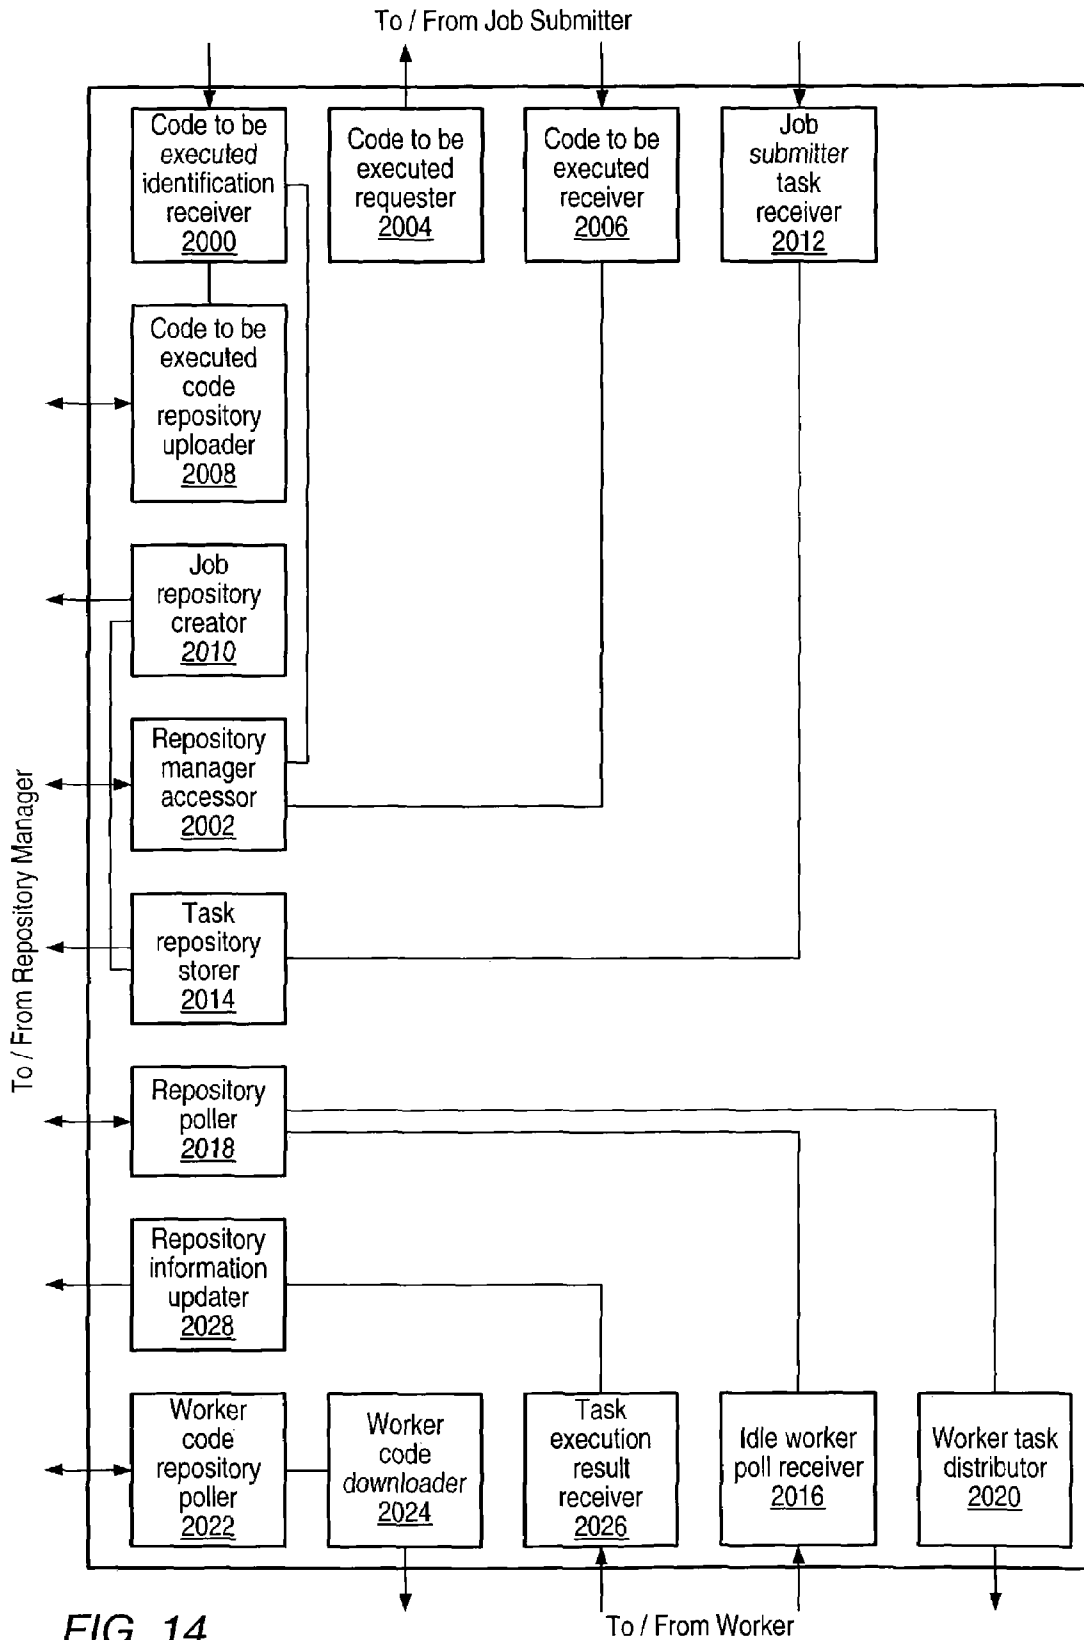 To / From Job Submitter
Code to be
executed
identification
receiver
2000
Code to be
executed
requester
2004
Code to be
executed
receiver
2006
Job
submitter
task
receiver
2012
Code to be
executed
code
repository
uploader
2008
Job
repository
creator
2010
Repository
manager
accessor
2002
To / From Repository Manager
Task
repository
storer
2014
Repository
poller
2018
Repository
information
updater
2028
Worker
code
repository
poller
2022
Worker
code
downloader
2024
Task
execution
result
receiver
2026
Idle worker
poll receiver
2016
Worker task
distributor
2020
To / From Worker
FIG. 14